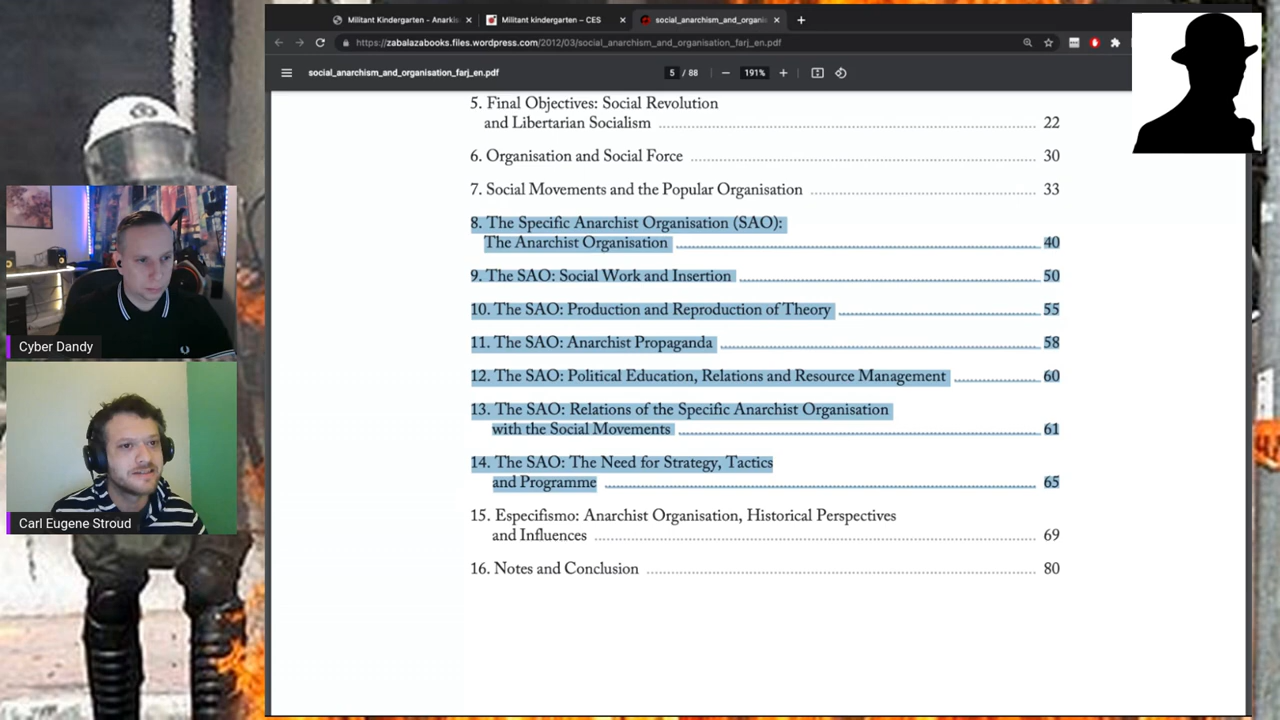 Militant Kindergarten - Anarkis
Militant kindergarten – CES
social_anarchism_and_organis
https://zabalazabooks.files.wordpress.com/2012/03/social_anarchism_and_organisation_farj_en.pdf
social_anarchism_and_organisation_farj_en.pdf
5 / 88
191%
5. Final Objectives: Social Revolution
and Libertarian Socialism 22
6. Organisation and Social Force 30
7. Social Movements and the Popular Organisation 33
8. The Specific Anarchist Organisation (SAO):
The Anarchist Organisation 40
9. The SAO: Social Work and Insertion 50
10. The SAO: Production and Reproduction of Theory 55
11. The SAO: Anarchist Propaganda 58
12. The SAO: Political Education, Relations and Resource Management 60
13. The SAO: Relations of the Specific Anarchist Organisation
with the Social Movements 61
14. The SAO: The Need for Strategy, Tactics
and Programme 65
15. Especifismo: Anarchist Organisation, Historical Perspectives
and Influences 69
16. Notes and Conclusion 80
Cyber Dandy
Carl Eugene Stroud